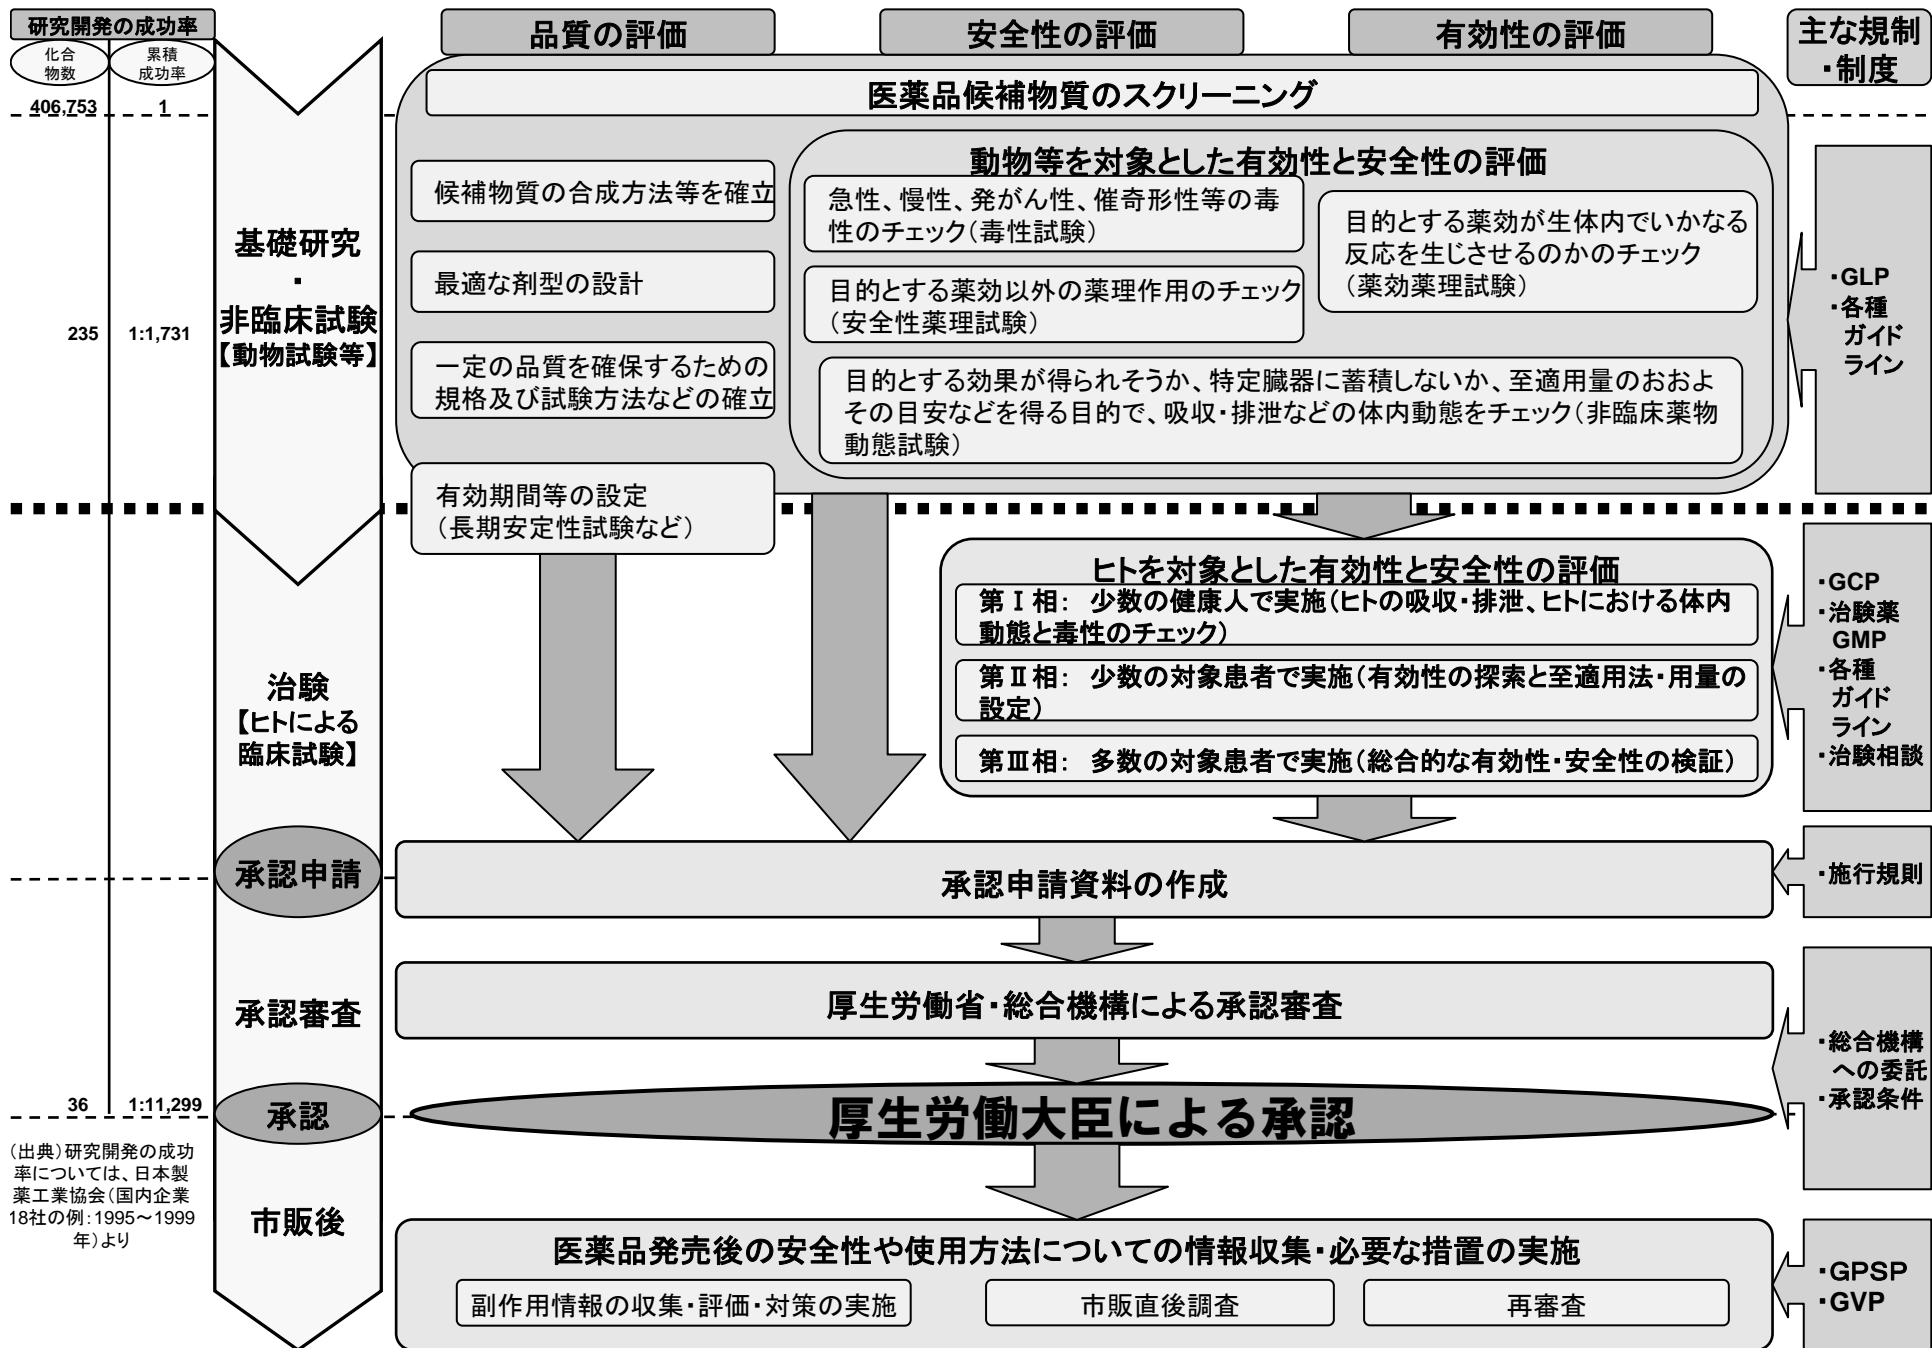 研究開発の成功率
化合
物数
累積
成功率
406,753
1
235
1:1,731
36
1:11,299
(出典)研究開発の成功
率については、日本製
薬工業協会(国内企業
18社の例:1995～1999
年)より
基礎研究
・
非臨床試験
【動物試験等】
治験
【ヒトによる
臨床試験】
承認申請
承認審査
承認
市販後
品質の評価
安全性の評価
有効性の評価
医薬品候補物質のスクリーニング
候補物質の合成方法等を確立
最適な剤型の設計
一定の品質を確保するための
規格及び試験方法などの確立
有効期間等の設定
(長期安定性試験など)
動物等を対象とした有効性と安全性の評価
急性、慢性、発がん性、催奇形性等の毒
性のチェック(毒性試験)
目的とする薬効以外の薬理作用のチェック
(安全性薬理試験)
目的とする薬効が生体内でいかなる
反応を生じさせるのかのチェック
(薬効薬理試験)
目的とする効果が得られそうか、特定臓器に蓄積しないか、至適用量のおおよ
その目安などを得る目的で、吸収・排泄などの体内動態をチェック(非臨床薬物
動態試験)
ヒトを対象とした有効性と安全性の評価
第Ⅰ相: 少数の健康人で実施(ヒトの吸収・排泄、ヒトにおける体内
動態と毒性のチェック)
第Ⅱ相: 少数の対象患者で実施(有効性の探索と至適用法・用量の
設定)
第Ⅲ相: 多数の対象患者で実施(総合的な有効性・安全性の検証)
承認申請資料の作成
厚生労働省・総合機構による承認審査
厚生労働大臣による承認
医薬品発売後の安全性や使用方法についての情報収集・必要な措置の実施
副作用情報の収集・評価・対策の実施
市販直後調査
再審査
主な規制
・制度
・GLP
・各種
ガイド
ライン
・GCP
・治験薬
GMP
・各種
ガイド
ライン
・治験相談
・施行規則
・総合機構
への委託
・承認条件
・GPSP
・GVP